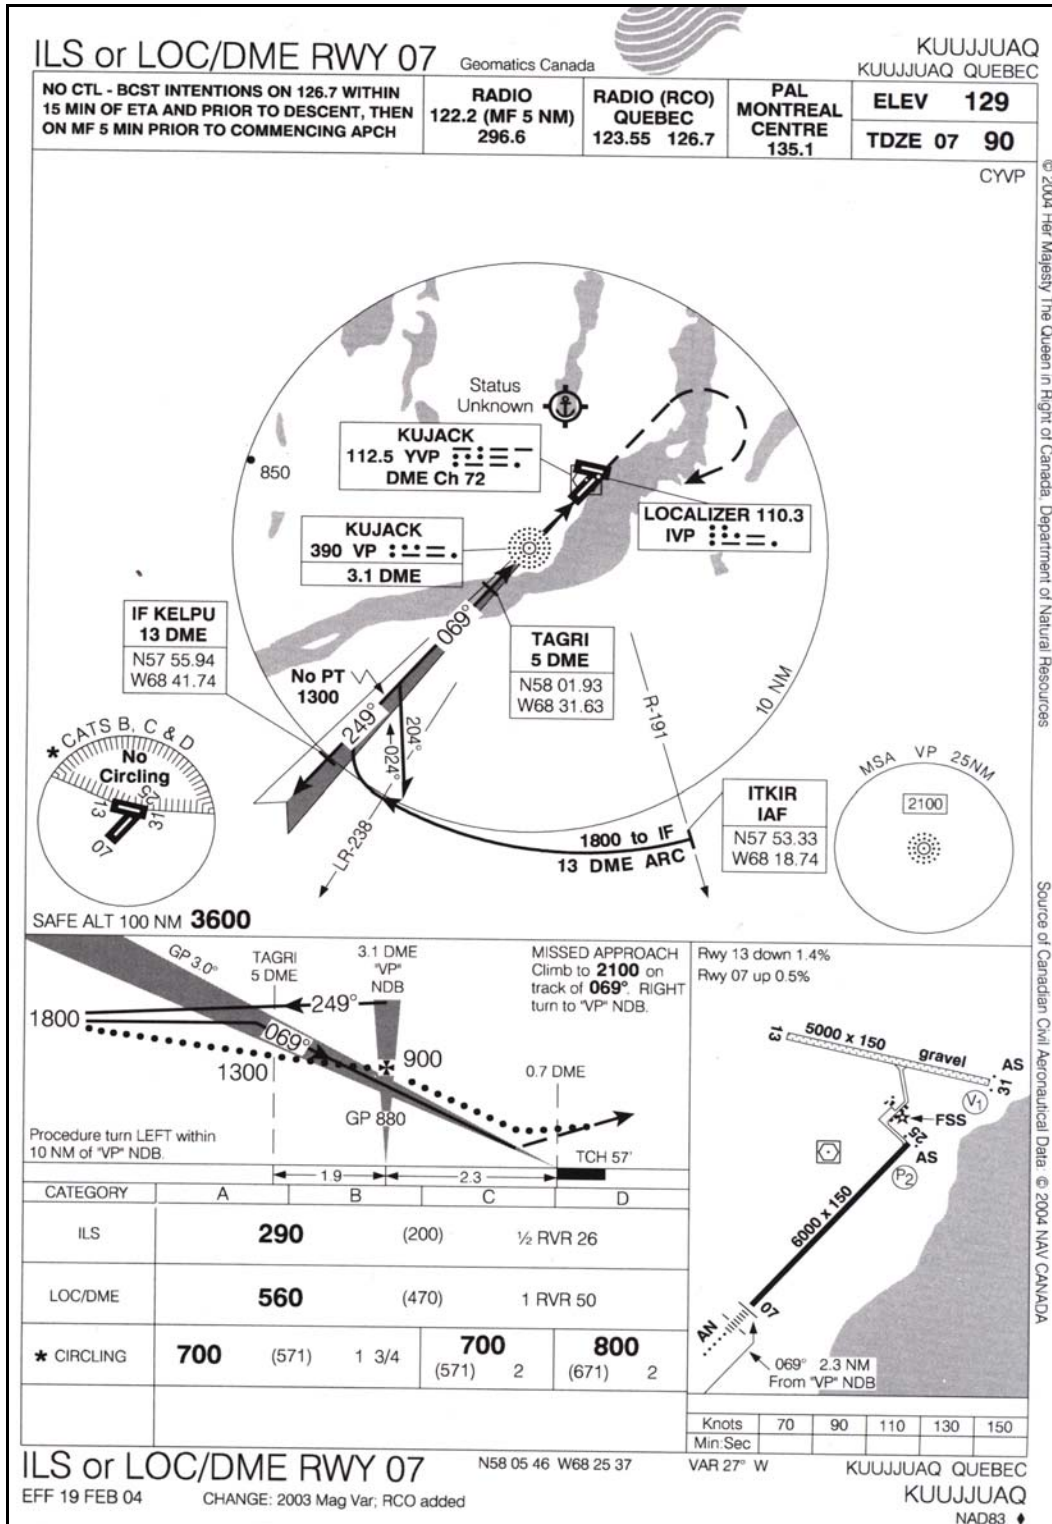 ILS or LOC/DME RWY 07
Geomatics Canada
KUUJJUAQ
KUUJJUAQ QUEBEC
NO CTL - BCST INTENTIONS ON 126.7 WITHIN
15 MIN OF ETA AND PRIOR TO DESCENT, THEN
ON MF 5 MIN PRIOR TO COMMENCING APCH
RADIO
122.2 (MF 5 NM)
296.6
RADIO (RCO)
QUEBEC
123.55 126.7
PAL
MONTREAL
CENTRE
135.1
ELEV 129
TDZE 07 90
CYVP
© 2004 Her Majesty The Queen in Right of Canada, Department of Natural Resources
Status
Unknown
KUJACK
112.5 YVP
DME Ch 72
850
LOCALIZER 110.3
IVP
KUJACK
390 VP
3.1 DME
IF KELPU
13 DME
N57 55.94
W68 41.74
069°
TAGRI
5 DME
N58 01.93
W68 31.63
No PT
1300
249°
204°
024°
R-191
10 NM
LR-238
* CATS B, C & D
No
Circling
13
25
31
07
MSA VP 25NM
2100
ITKIR
IAF
N57 53.33
W68 18.74
1800 to IF
13 DME ARC
SAFE ALT 100 NM 3600
Source of Canadian Civil Aeronautical Data: © 2004 NAV CANADA
GP 3.0°
TAGRI
5 DME
3.1 DME
"VP"
NDB
MISSED APPROACH
Climb to 2100 on
track of 069°. RIGHT
turn to "VP" NDB.
1800
249°
069°
1300
900
0.7 DME
GP 880
Procedure turn LEFT within
10 NM of "VP" NDB.
TCH 57'
1.9
2.3
Rwy 13 down 1.4%
Rwy 07 up 0.5%
13
5000 x 150
gravel
AS
31
V1
FSS
25
AS
P2
6000 x 150
AN
07
069° 2.3 NM
From "VP" NDB
CATEGORY A B C D
ILS 290 (200) ½ RVR 26
LOC/DME 560 (470) 1 RVR 50
* CIRCLING 700 (571) 1 3/4 700 (571) 2 800 (671) 2
Knots 70 90 110 130 150
Min:Sec
ILS or LOC/DME RWY 07
N58 05 46 W68 25 37
VAR 27° W
KUUJJUAQ QUEBEC
EFF 19 FEB 04
CHANGE: 2003 Mag Var; RCO added
KUUJJUAQ
NAD83